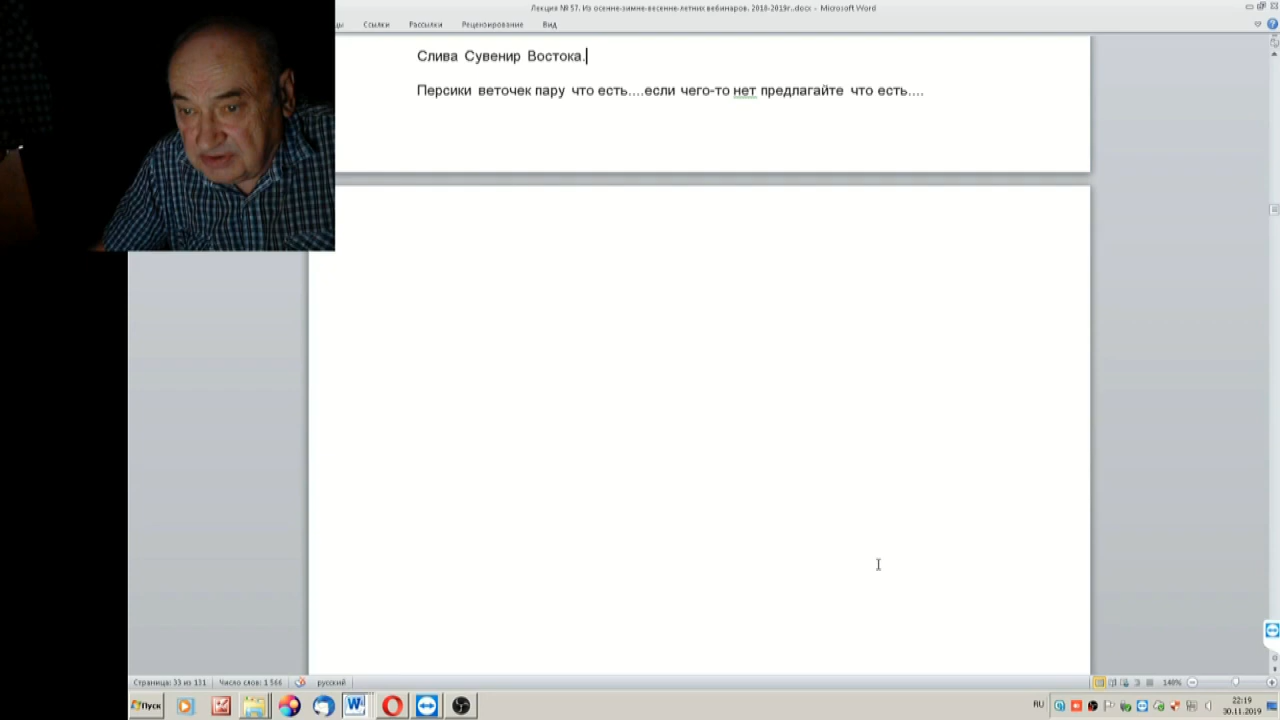 Лекция № 57. Из осенне-зимне-весенне-летних вебинаров. 2018-2019г..docx - Microsoft Word
Ссылки Рассылки Рецензирование Вид
Слива Сувенир Востока.
Персики веточек пару что есть....если чего-то нет предлагайте что есть....
Страница: 33 из 131 Число слов: 1 566 русский 140%
Пуск RU 22:19
30.11.2019